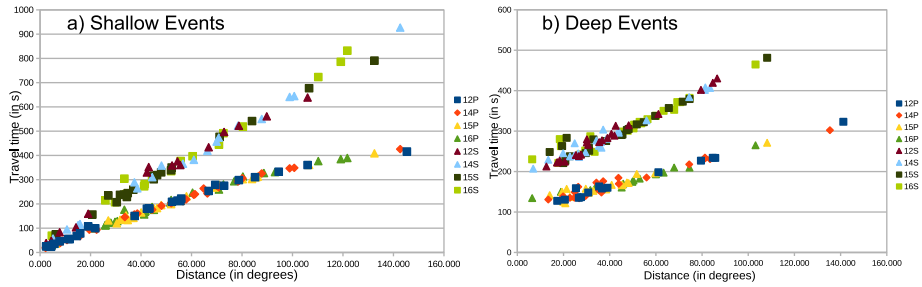 a) Shallow Events
1000
900
800
700
600
500
400
300
200
100
0
Travel time (in s)
0.000 20.000 40.000 60.000 80.000 100.000 120.000 140.000 160.000
Distance (in degrees)
12P
14P
15P
16P
12S
14S
15S
16S
b) Deep Events
600
500
400
300
200
100
0
Travel time (in s)
0.000 20.000 40.000 60.000 80.000 100.000 120.000 140.000 160.000
Distance (in degrees)
12P
14P
15P
16P
12S
14S
15S
16S